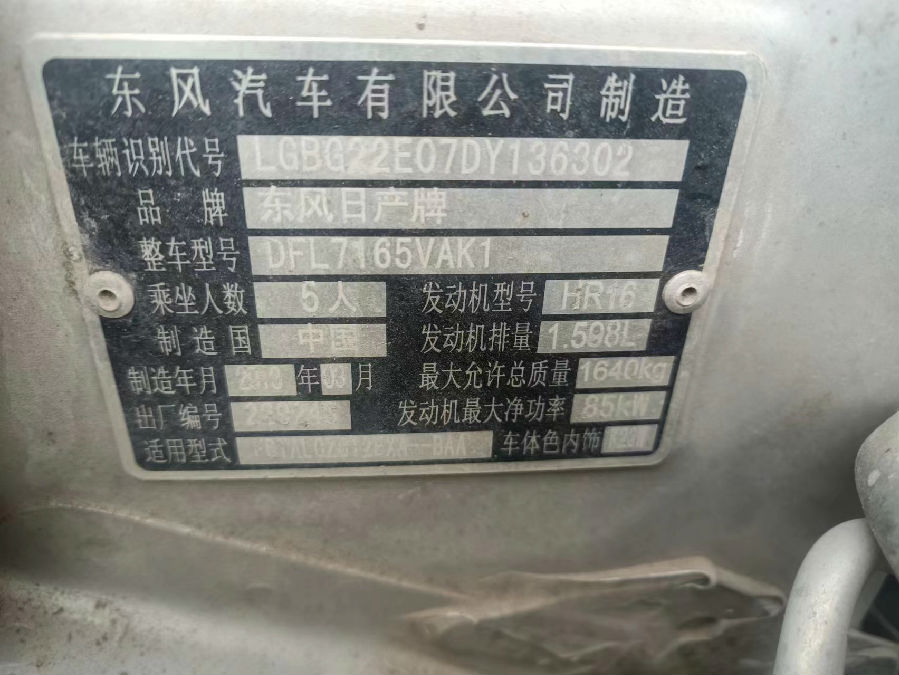 东风汽车有限公司制造
车辆识别代号 LGBG22E07DY136302
品牌 东风日产牌
整车型号 DFL7165VAK1
乘坐人数 5人 发动机型号 HR16
制造国 中国 发动机排量 1.598L
制造年月 年03月 最大允许总质量 1640kg
出厂编号 发动机最大净功率 85kW
适用型式 车体色内饰